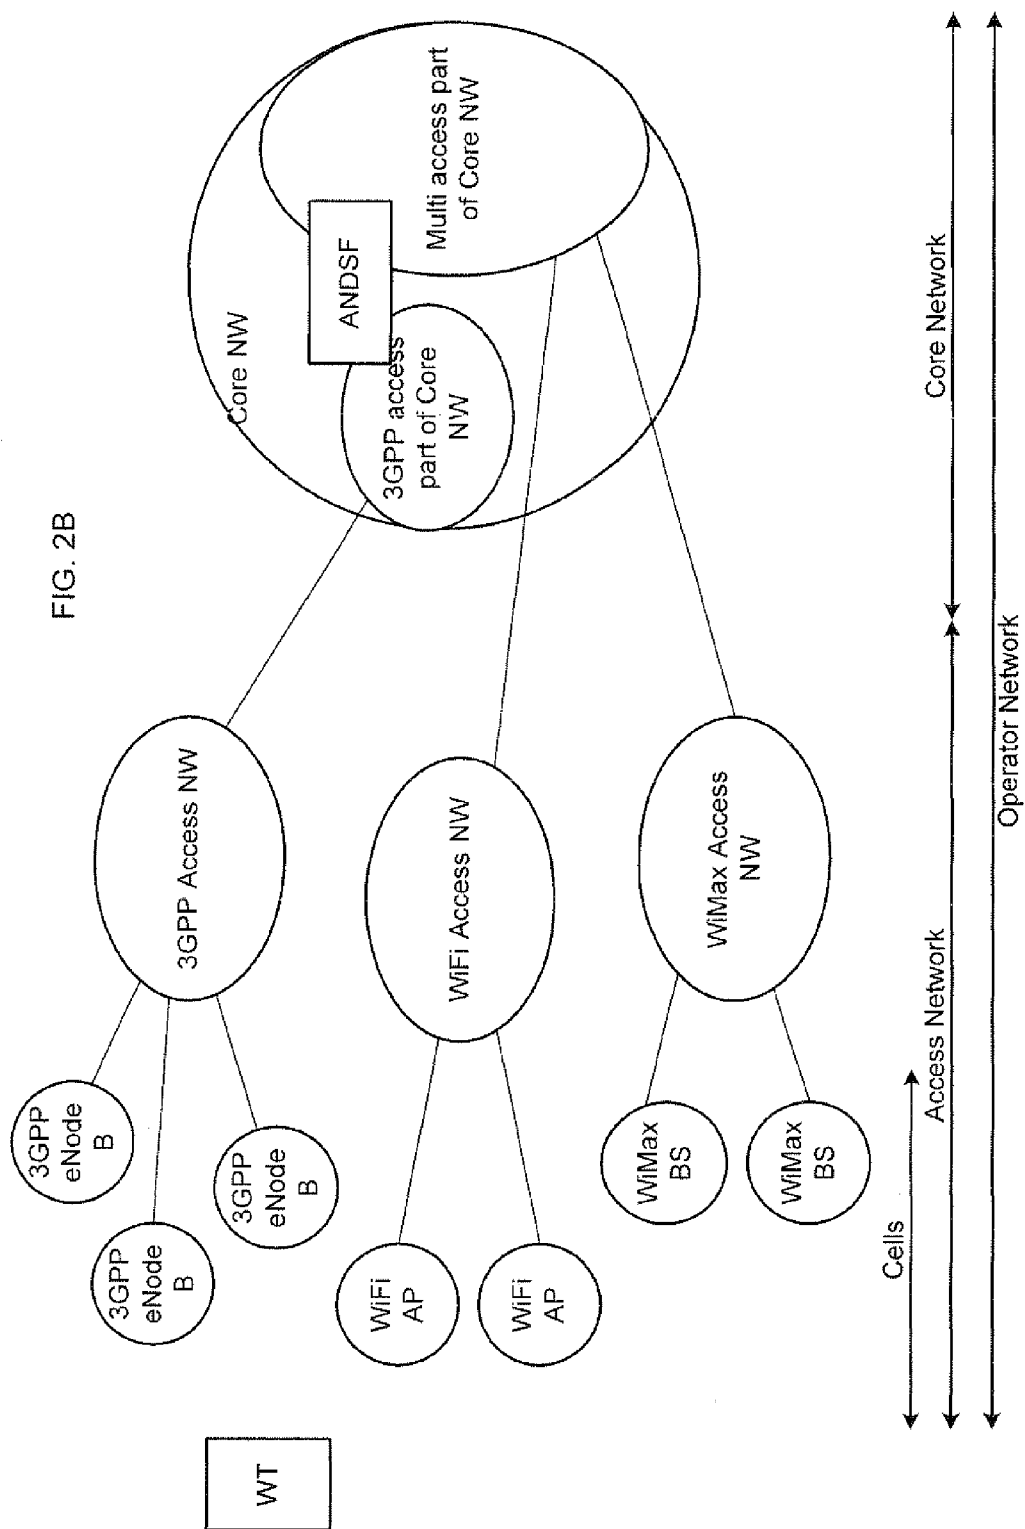 FIG. 2B
WT
3GPP
eNode
B
3GPP
eNode
B
3GPP
eNode
B
WiFi
AP
WiFi
AP
WiMax
BS
WiMax
BS
3GPP Access NW
WiFi Access NW
WiMax Access
NW
Core NW
ANDSF
3GPP access
part of Core
NW
Multi access part
of Core NW
Cells
Access Network
Core Network
Operator Network